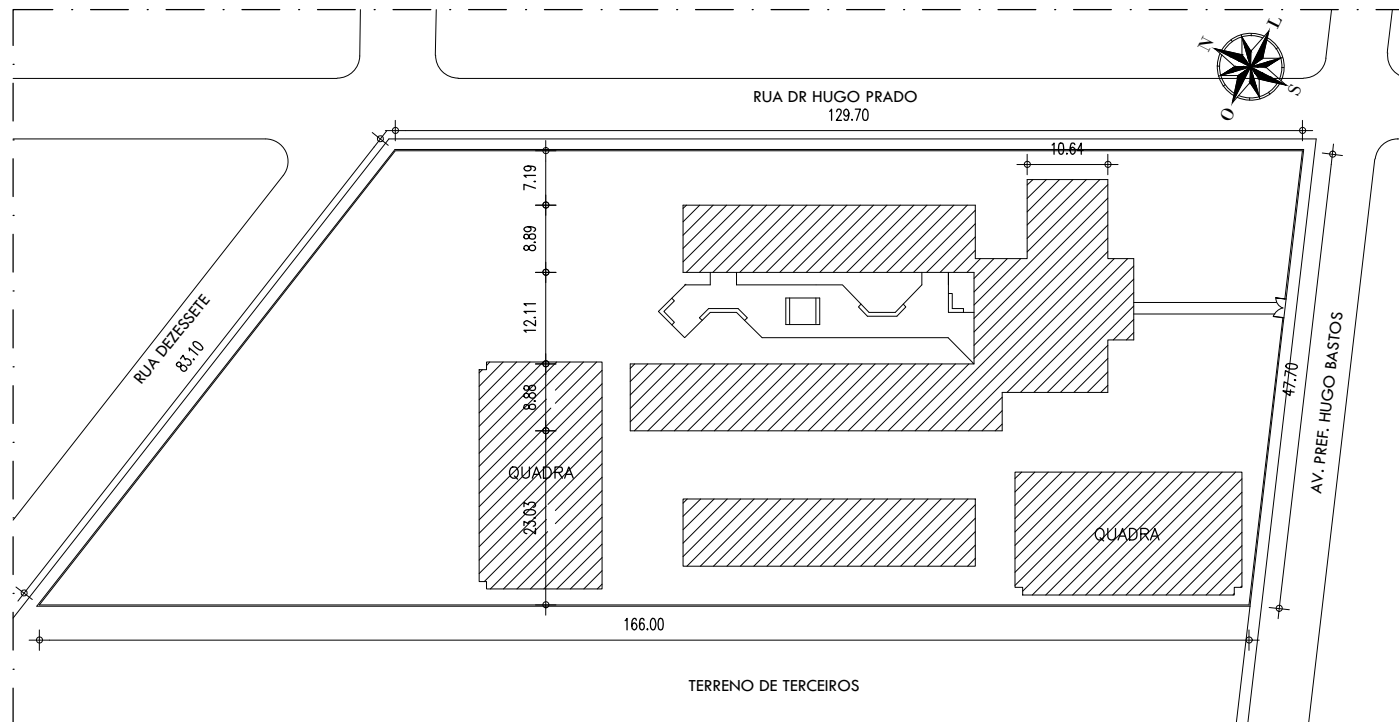 L
N
S
O
RUA DR HUGO PRADO
129.70
10.64
7.19
8.89
12.11
8.88
23.03
RUA DEZESSETE
83.10
47.70
AV. PREF. HUGO BASTOS
QUADRA
QUADRA
166.00
TERRENO DE TERCEIROS